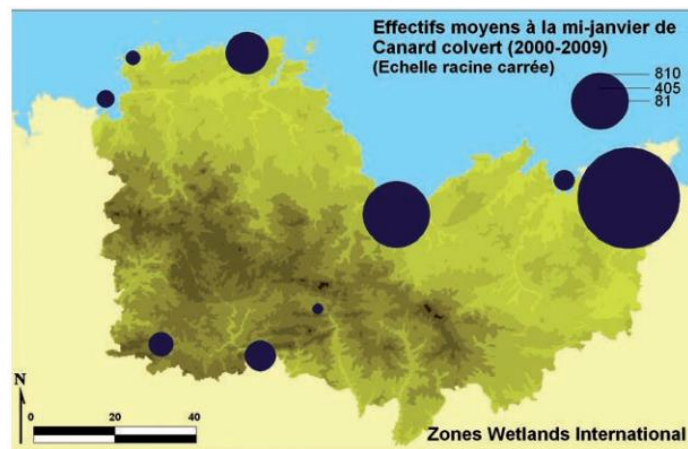 Effectifs moyens à la mi-janvier de
Canard colvert (2000-2009)
(Echelle racine carrée)
810
405
81
N
0 20 40
Zones Wetlands International